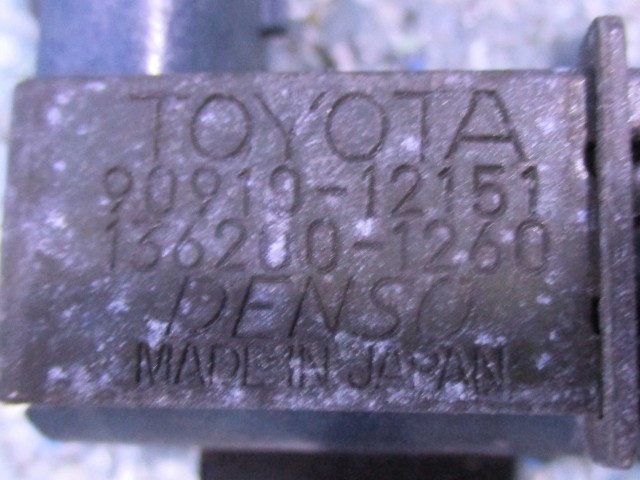 TOYOTA
90919-12151
136200-1260
DENSO
MADE IN JAPAN